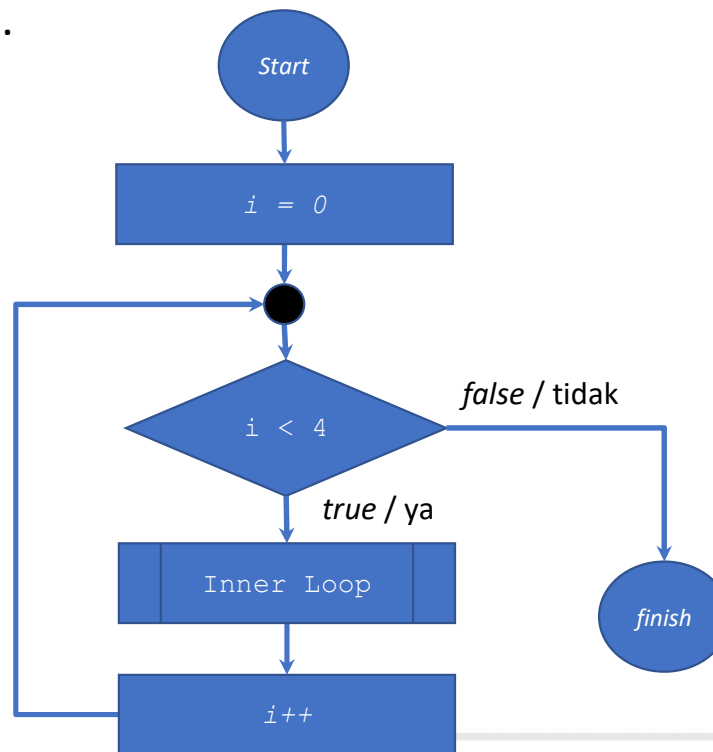 .
Start
i = 0
i < 4
false / tidak
true / ya
Inner Loop
finish
i++